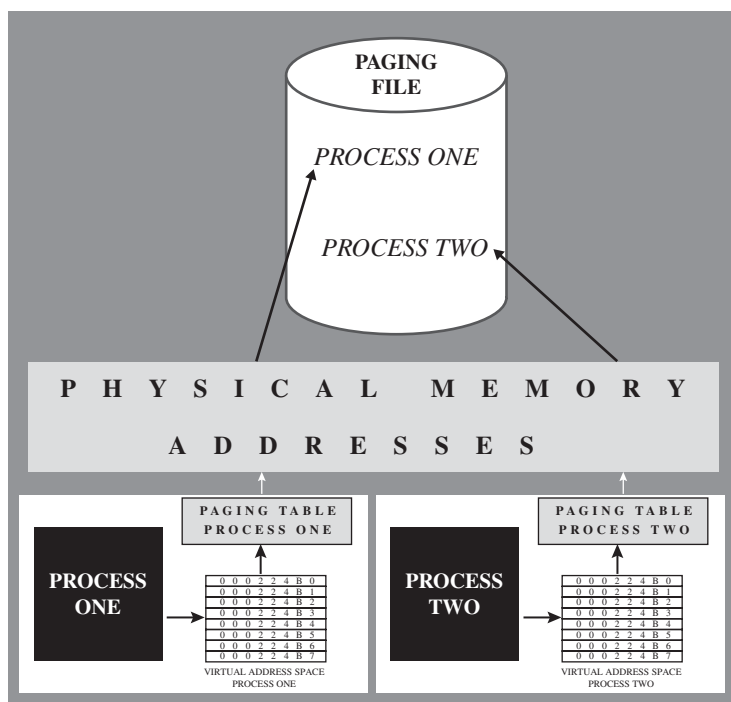 PAGING
FILE
PROCESS ONE
PROCESS TWO
P H Y S I C A L M E M O R Y
A D D R E S S E S
PAGING TABLE
PROCESS ONE
PROCESS
ONE
0 0 0 2 2 4 B 0
0 0 0 2 2 4 B 1
0 0 0 2 2 4 B 2
0 0 0 2 2 4 B 3
0 0 0 2 2 4 B 4
0 0 0 2 2 4 B 5
0 0 0 2 2 4 B 6
0 0 0 2 2 4 B 7
VIRTUAL ADDRESS SPACE
PROCESS ONE
PAGING TABLE
PROCESS TWO
PROCESS
TWO
0 0 0 2 2 4 B 0
0 0 0 2 2 4 B 1
0 0 0 2 2 4 B 2
0 0 0 2 2 4 B 3
0 0 0 2 2 4 B 4
0 0 0 2 2 4 B 5
0 0 0 2 2 4 B 6
0 0 0 2 2 4 B 7
VIRTUAL ADDRESS SPACE
PROCESS TWO